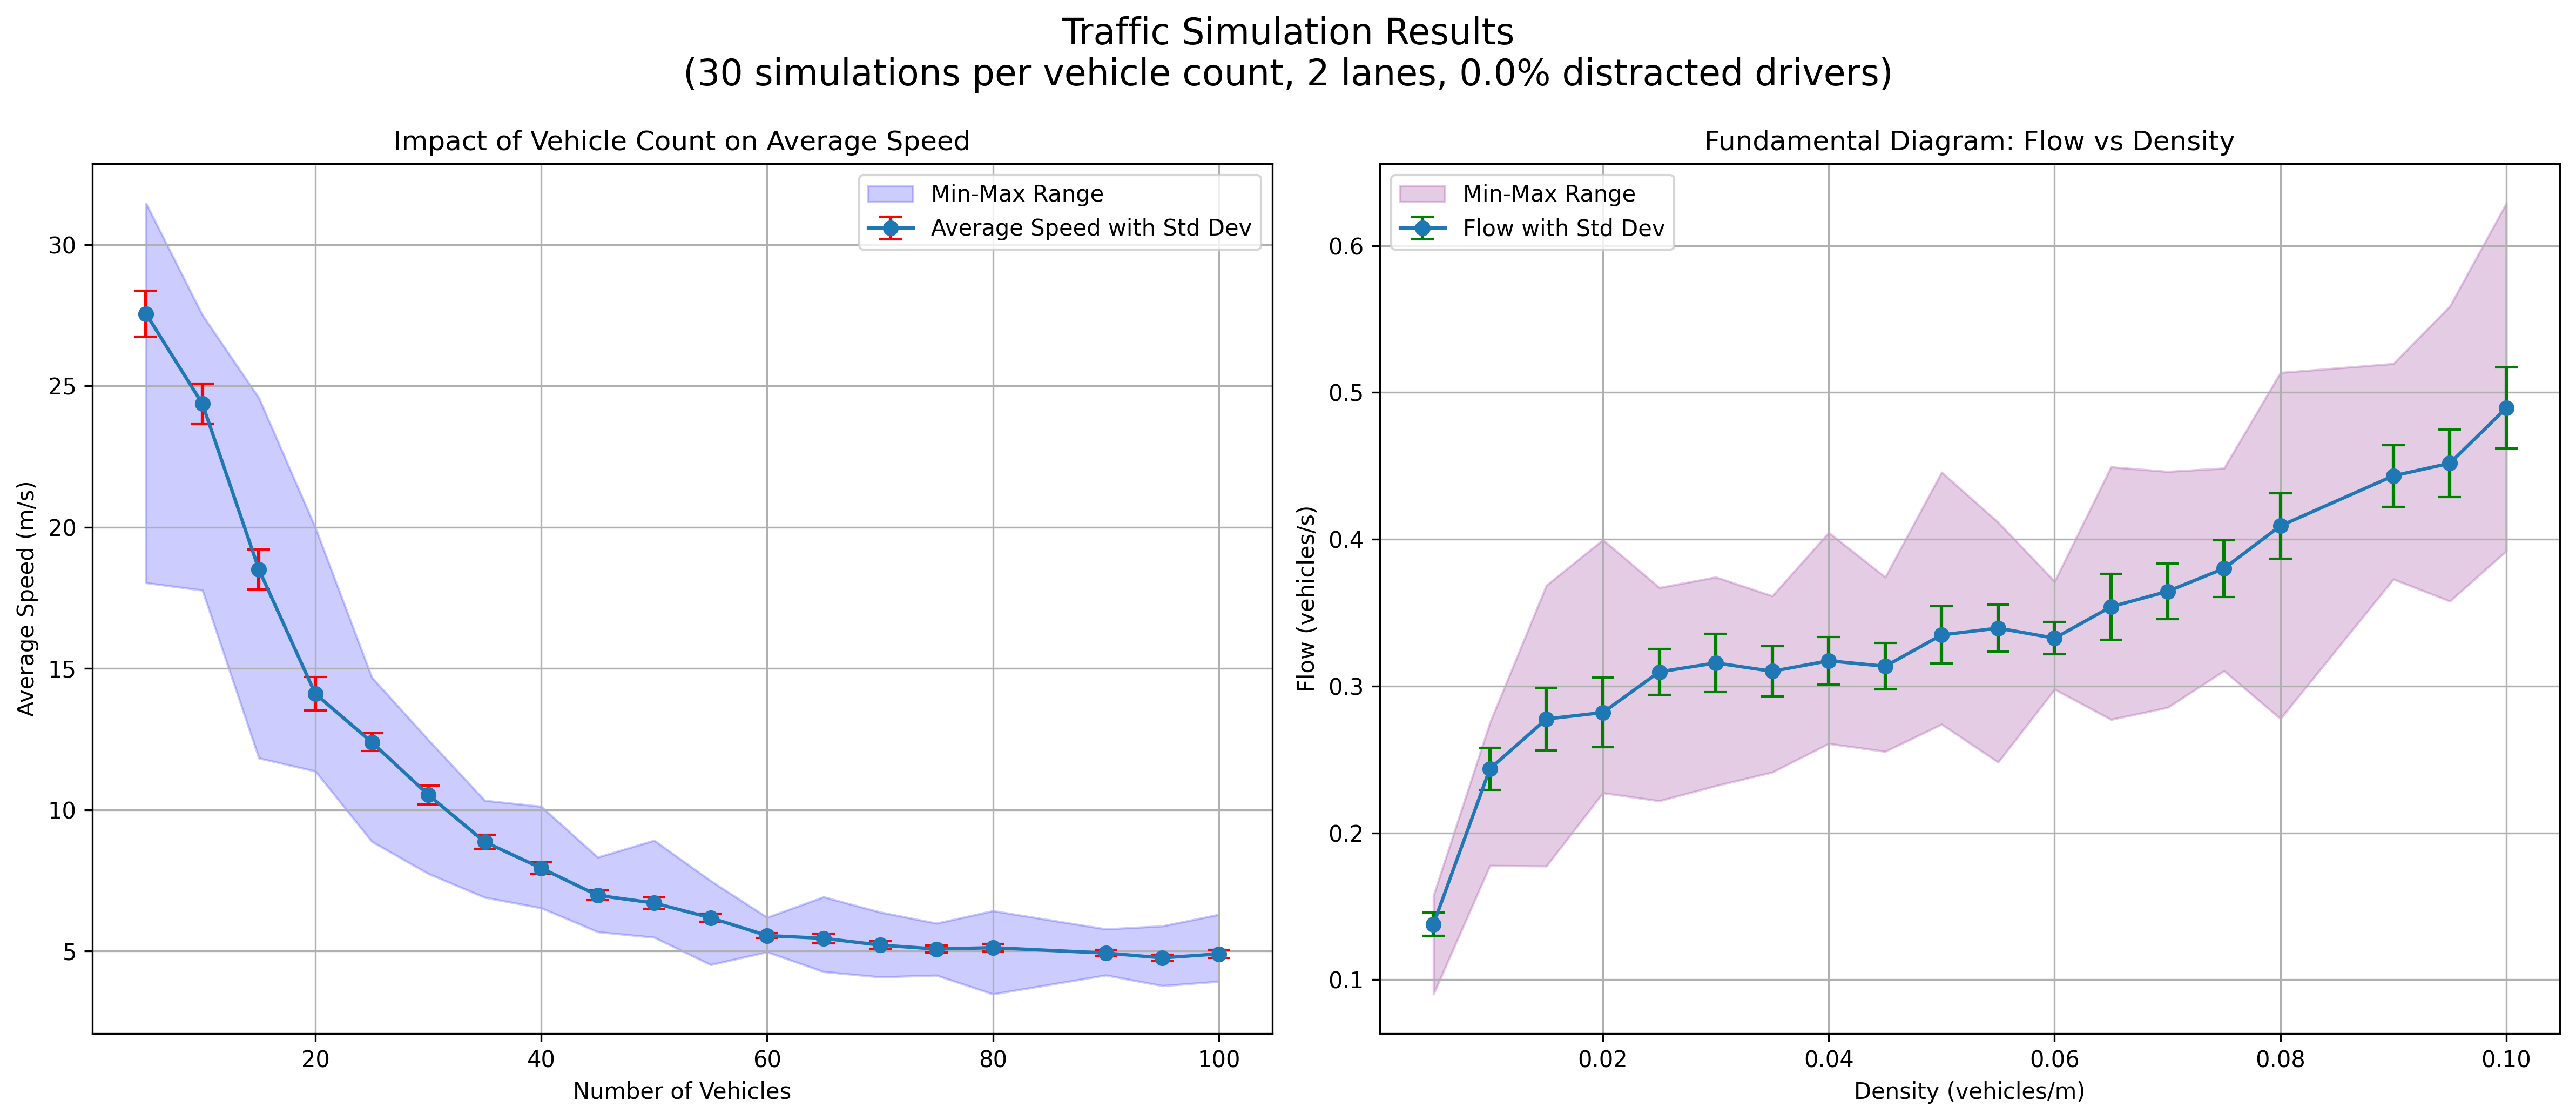 Traffic Simulation Results
(30 simulations per vehicle count, 2 lanes, 0.0% distracted drivers)
Impact of Vehicle Count on Average Speed
Min-Max Range
Average Speed with Std Dev
30
25
20
15
10
5
Average Speed (m/s)
20 40 60 80 100
Number of Vehicles
Fundamental Diagram: Flow vs Density
Min-Max Range
Flow with Std Dev
0.6
0.5
0.4
0.3
0.2
0.1
Flow (vehicles/s)
0.02 0.04 0.06 0.08 0.10
Density (vehicles/m)